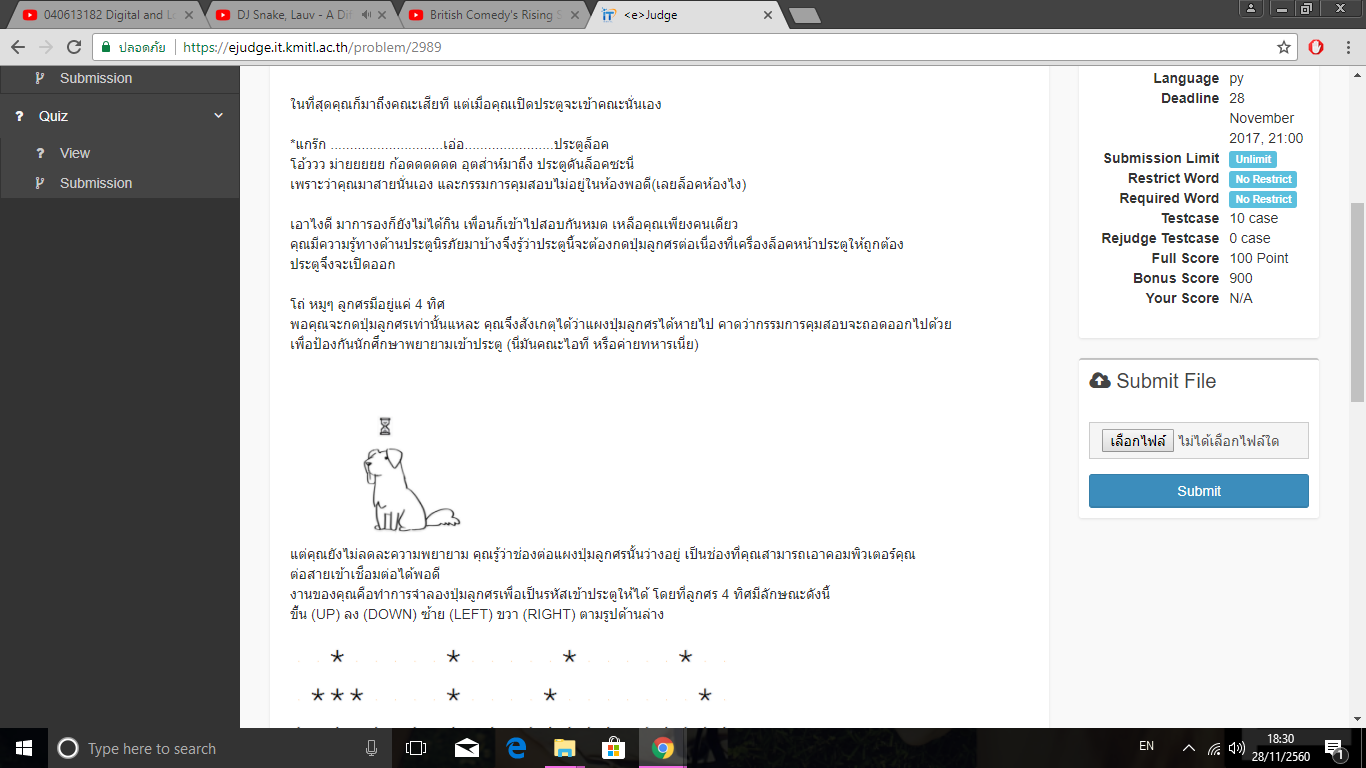 040613182 Digital and Lo
DJ Snake, Lauv - A Dif
British Comedy's Rising S
iT <e>Judge
ปลอดภัย https://ejudge.it.kmitl.ac.th/problem/2989
Submission
? Quiz
? View
Submission
ในที่สุดคุณก็มาถึงคณะเสียที แต่เมื่อคุณเปิดประตูจะเข้าคณะนั่นเอง
*แกร๊ก .............................เอ๋อ.......................ประตูล็อค
โอ้ววว ม่ายยยยย ก้อดดดดดด อุตส่าห์มาถึง ประตูดันล็อคซะนี่
เพราะว่าคุณมาสายนั่นเอง และกรรมการคุมสอบไม่อยู่ในห้องพอดี(เลยล็อคห้องไง)
เอาไงดี มาการองก็ยังไม่ได้กิน เพื่อนก็เข้าไปสอบกันหมด เหลือคุณเพียงคนเดียว
คุณมีความรู้ทางด้านประตูนิรภัยมาบ้างจึ่งรู้ว่าประตูนี้จะต้องกดปุ่มลูกศรต่อเนื่องที่เครื่องล็อคหน้าประตูให้ถูกต้อง
ประตูจึงจะเปิดออก
โถ่ หมูๆ ลูกศรมีอยู่แค่ 4 ทิศ
พอคุณจะกดปุ่มลูกศรเท่านั้นแหละ คุณจึงสังเกตุได้ว่าแผงปุ่มลูกศรได้หายไป คาดว่ากรรมการคุมสอบจะถอดออกไปด้วย
เพื่อป้องกันนักศึกษาพยายามเข้าประตู (นี่มันคณะไอที หรือค่ายทหารเนี่ย)
แต่คุณยังไม่ลดละความพยายาม คุณรู้ว่าช่องต่อแผงปุ่มลูกศรนั้นว่างอยู่ เป็นช่องที่คุณสามารถเอาคอมพิวเตอร์คุณ
ต่อสายเข้าเชื่อมต่อได้พอดี
งานของคุณคือทำการจำลองปุ่มลูกศรเพื่อเป็นรหัสเข้าประตูให้ได้ โดยที่ลูกศร 4 ทิศมีลักษณะดังนี้
ขึ้น (UP) ลง (DOWN) ซ้าย (LEFT) ขวา (RIGHT) ตามรูปด้านล่าง
* * * *
*** * * *
Language py
Deadline 28
November
2017, 21:00
Submission Limit Unlimit
Restrict Word No Restrict
Required Word No Restrict
Testcase 10 case
Rejudge Testcase 0 case
Full Score 100 Point
Bonus Score 900
Your Score N/A
Submit File
เลือกไฟล์ ไม่ได้เลือกไฟล์ใด
Submit
Type here to search
EN
18:30
28/11/2560
1